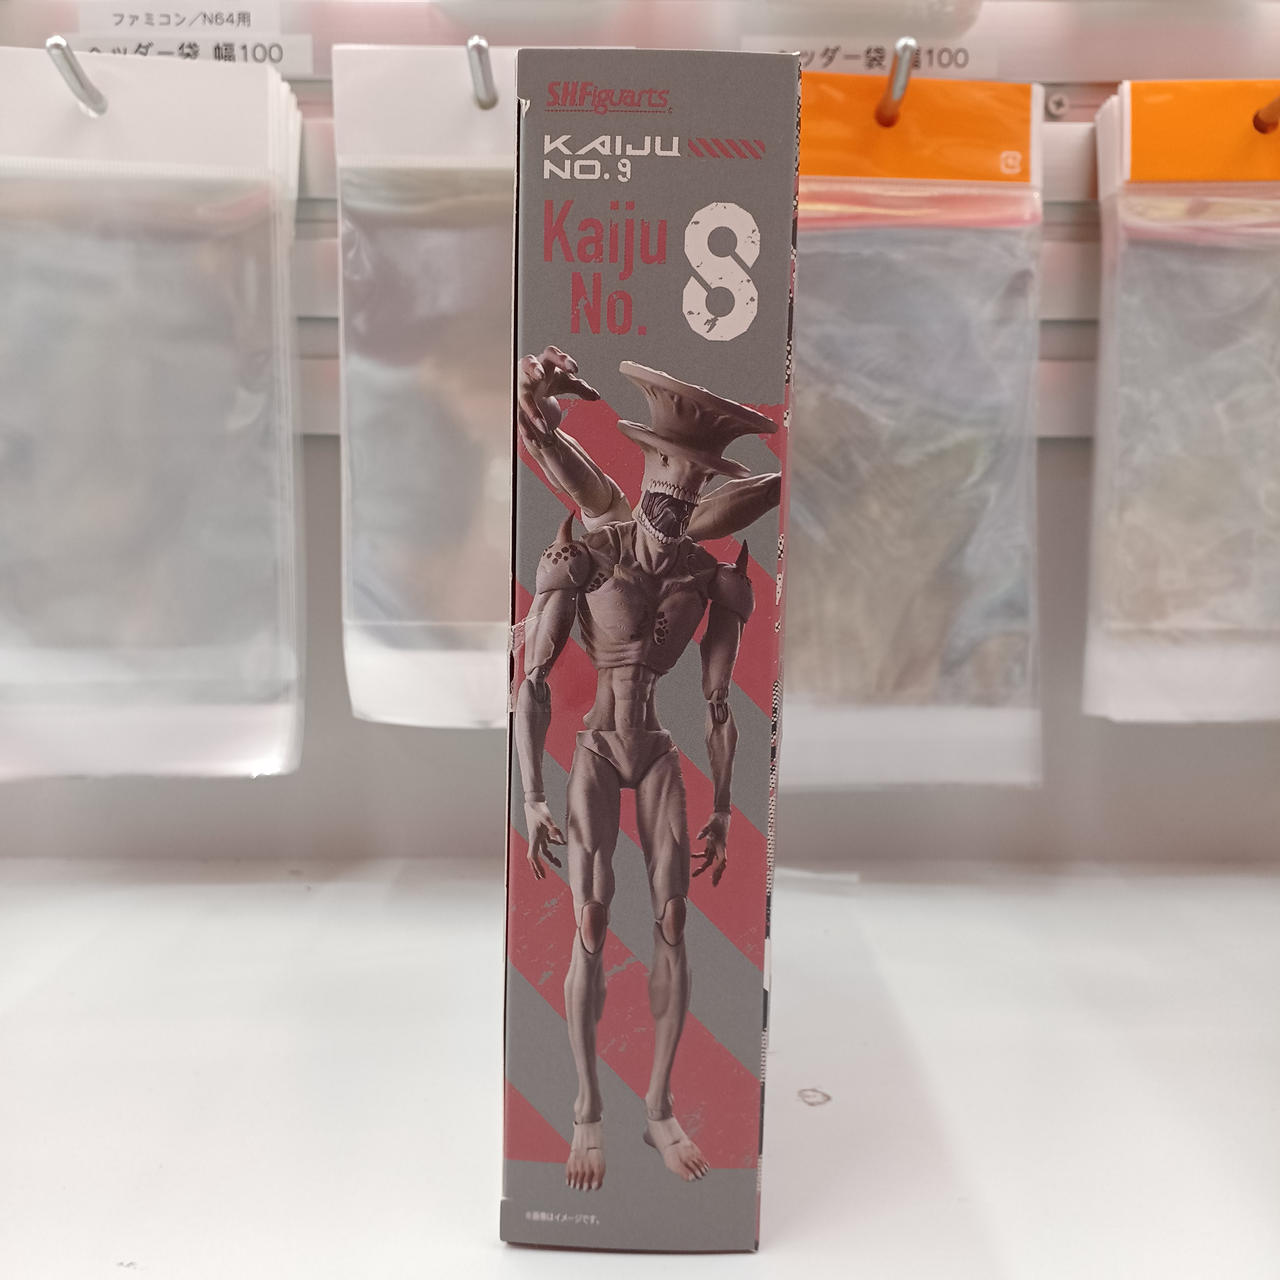 ファミコン／N64用
ヘッダー袋 幅100
ッダー袋 幅100
S.H.Figuarts
KAIJU
NO.9
Kaiju
No. 8
※画像はイメージです。